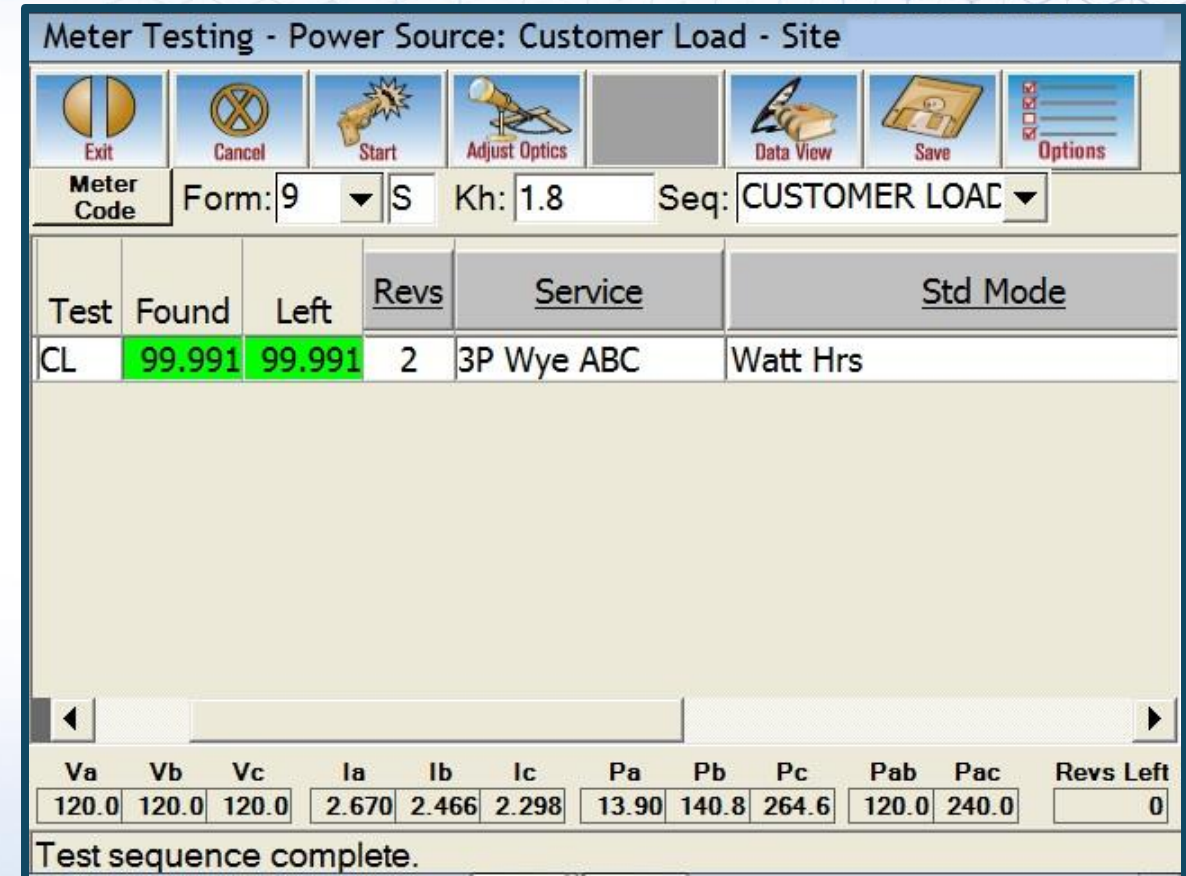 Meter Testing - Power Source: Customer Load - Site
Exit Cancel Start Adjust Optics Data View Save Options
Meter Code Form: 9 S Kh: 1.8 Seq: CUSTOMER LOAD
Test Found Left Revs Service Std Mode
CL 99.991 99.991 2 3P Wye ABC Watt Hrs
Va Vb Vc Ia Ib Ic Pa Pb Pc Pab Pac Revs Left
120.0 120.0 120.0 2.670 2.466 2.298 13.90 140.8 264.6 120.0 240.0 0
Test sequence complete.